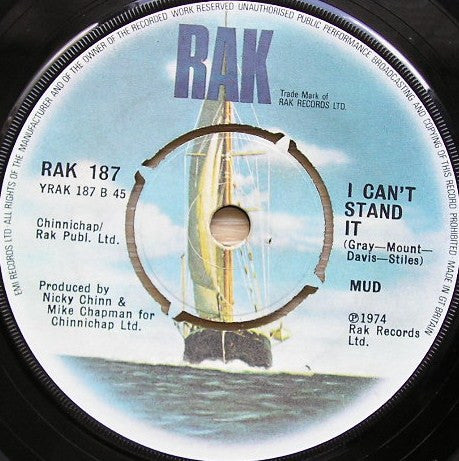 ALL RIGHTS OF THE MANUFACTURER AND OF THE OWNER OF THE RECORDED WORK RESERVED UNAUTHORISED PUBLIC PERFORMANCE BROADCASTING AND COPYING OF THIS RECORD PROHIBITED MADE IN GT BRITAIN
EMI RECORDS LTD
RAK
Trade Mark of
RAK RECORDS LTD.
RAK 187
YRAK 187 B 45
Chinnichap/
Rak Publ. Ltd.
Produced by
Nicky Chinn &
Mike Chapman for
Chinnichap Ltd.
I CAN'T
STAND
IT
(Gray—Mount—
Davis—Stiles)
MUD
℗1974
Rak Records
Ltd.